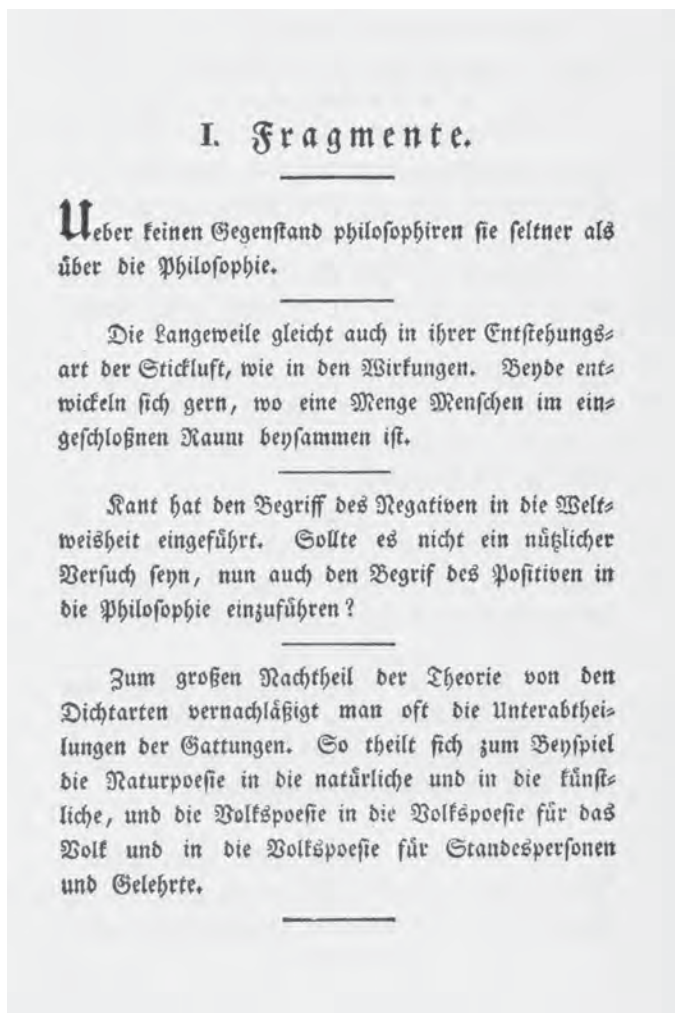 I. Fragmente.
Ueber keinen Gegenstand philosophiren sie seltner als
über die Philosophie.
Die Langeweile gleicht auch in ihrer Entstehungs-
art der Stickluft, wie in den Wirkungen. Beyde ent-
wickeln sich gern, wo eine Menge Menschen im ein-
geschloßnen Raum beysammen ist.
Kant hat den Begriff des Negativen in die Welt-
weisheit eingeführt. Sollte es nicht ein nützlicher
Versuch seyn, nun auch den Begrif des Positiven in
die Philosophie einzuführen?
Zum großen Nachtheil der Theorie von den
Dichtarten vernachläßigt man oft die Unterabthei-
lungen der Gattungen. So theilt sich zum Beyspiel
die Naturpoesie in die natürliche und in die künst-
liche, und die Volkspoesie in die Volkspoesie für das
Volk und in die Volkspoesie für Standespersonen
und Gelehrte.